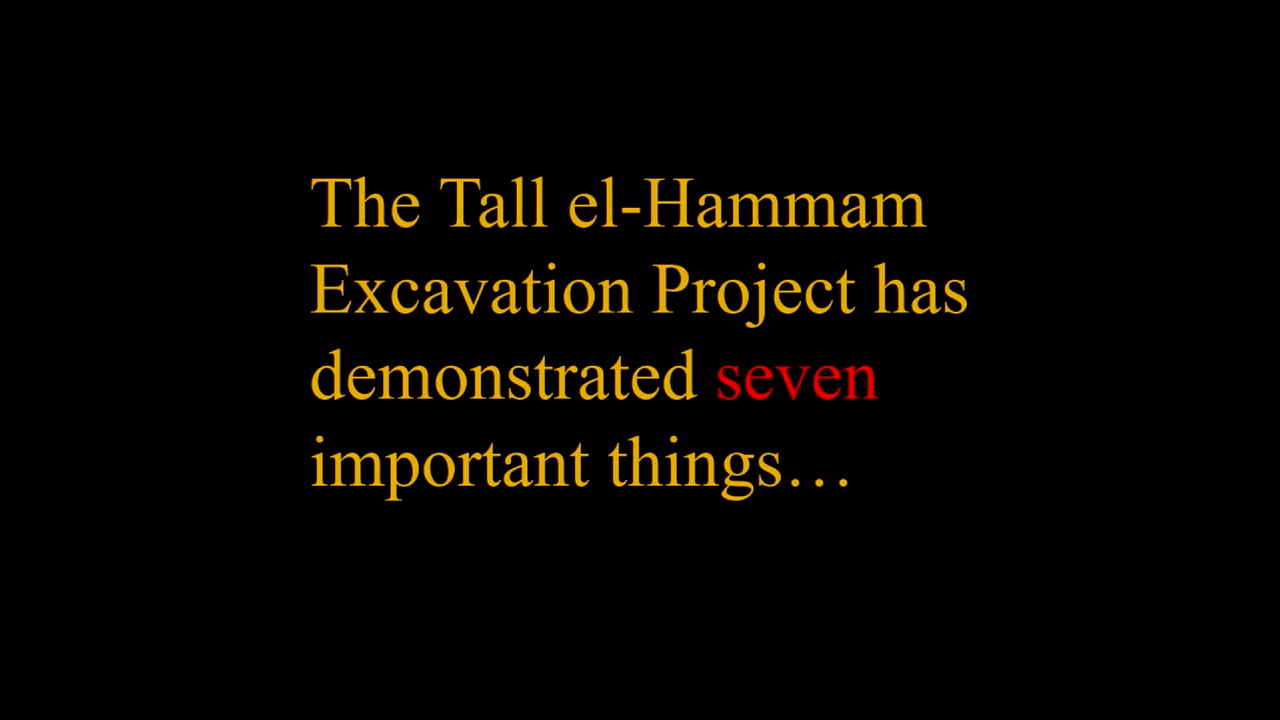 The Tall el-Hammam
Excavation Project has
demonstrated seven
important things…